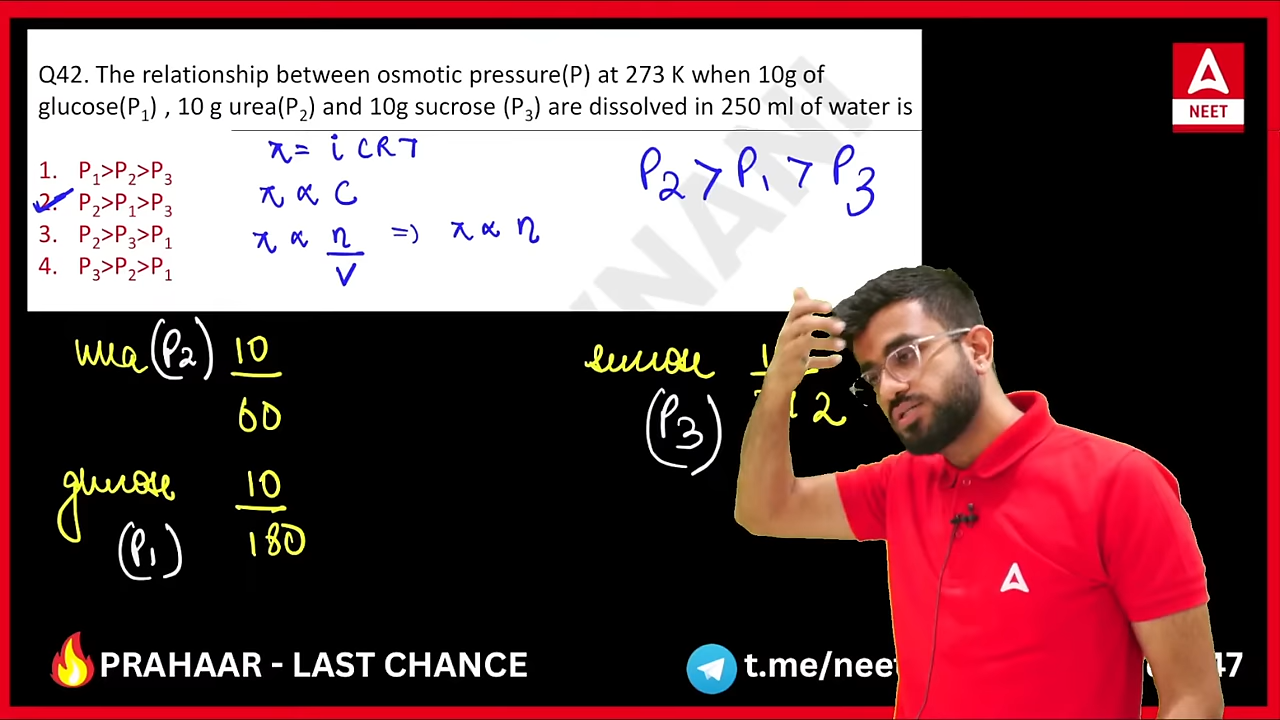 Q42. The relationship between osmotic pressure(P) at 273 K when 10g of
glucose(P₁) , 10 g urea(P₂) and 10g sucrose (P₃) are dissolved in 250 ml of water is
1. P₁>P₂>P₃
2. P₂>P₁>P₃
3. P₂>P₃>P₁
4. P₃>P₂>P₁
π = i CRT
π ∝ C
π ∝ n/V => π ∝ n
P₂ > P₁ > P₃
A
NEET
urea (P₂) 10/60
glucose 10/180
(P₁)
sucrose
(P₃)
PRAHAAR - LAST CHANCE
t.me/nee
47